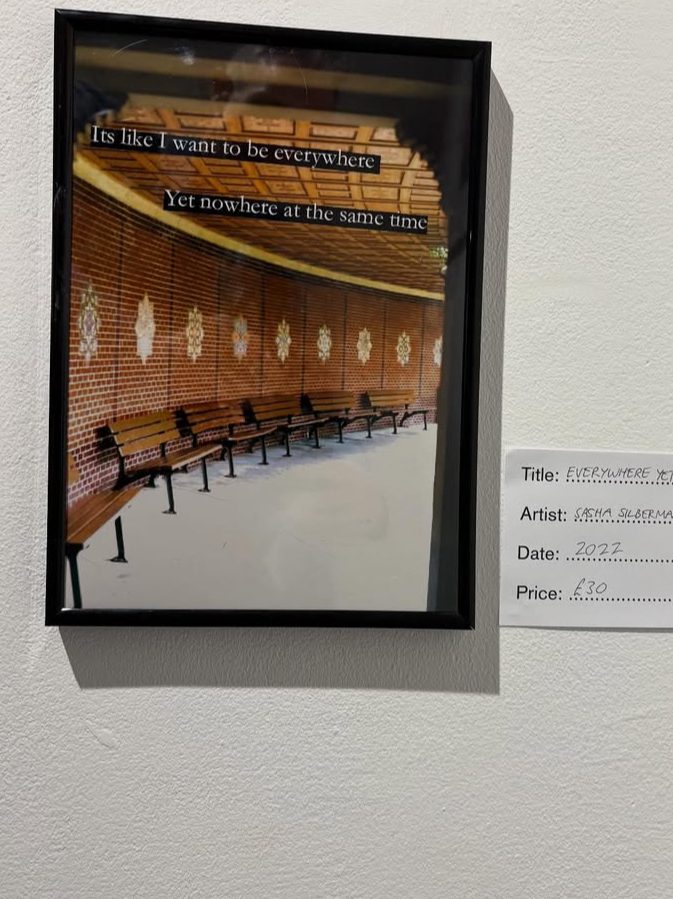 Its like I want to be everywhere
Yet nowhere at the same time
Title: EVERYWHERE YET
Artist: SASHA SILBERMA
Date: 2022
Price: £30